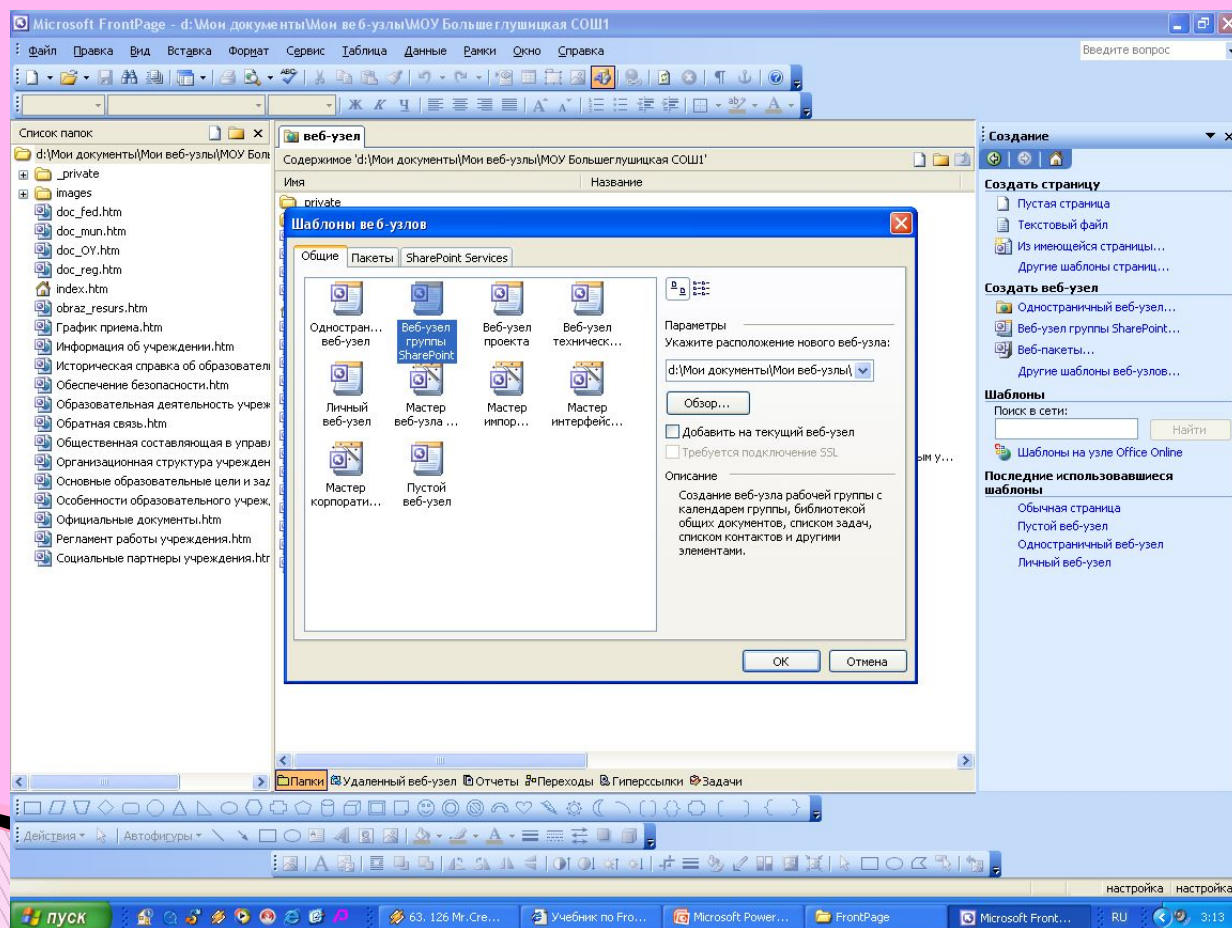 Microsoft FrontPage - d:\Мои документы\Мои веб-узлы\МОУ Большеглушицкая СОШ1
Файл Правка Вид Вставка Формат Сервис Таблица Данные Рамки Окно Справка
Введите вопрос
Ж К Ч
Список папок
d:\Мои документы\Мои веб-узлы\МОУ Боль
_private
images
doc_fed.htm
doc_mun.htm
doc_OY.htm
doc_reg.htm
index.htm
obraz_resurs.htm
График приема.htm
Информация об учреждении.htm
Историческая справка об образовател
Обеспечение безопасности.htm
Образовательная деятельность учреж
Обратная связь.htm
Общественная составляющая в управл
Организационная структура учрежден
Основные образовательные цели и зад
Особенности образовательного учреж
Официальные документы.htm
Регламент работы учреждения.htm
Социальные партнеры учреждения.htm
веб-узел
Содержимое 'd:\Мои документы\Мои веб-узлы\МОУ Большеглушицкая СОШ1'
Имя Название
_private
ым у...
Шаблоны веб-узлов
Общие Пакеты SharePoint Services
Одностран... веб-узел
Веб-узел группы SharePoint
Веб-узел проекта
Веб-узел техническ...
Личный веб-узел
Мастер веб-узла ...
Мастер импор...
Мастер интерфейс...
Мастер корпорати...
Пустой веб-узел
Параметры
Укажите расположение нового веб-узла:
d:\Мои документы\Мои веб-узлы\
Обзор...
Добавить на текущий веб-узел
Требуется подключение SSL
Описание
Создание веб-узла рабочей группы с
календарем группы, библиотекой
общих документов, списком задач,
списком контактов и другими
элементами.
ОК Отмена
Папки Удаленный веб-узел Отчеты Переходы Гиперссылки Задачи
Создание
Создать страницу
Пустая страница
Текстовый файл
Из имеющейся страницы...
Другие шаблоны страниц...
Создать веб-узел
Одностраничный веб-узел...
Веб-узел группы SharePoint...
Веб-пакеты...
Другие шаблоны веб-узлов...
Шаблоны
Поиск в сети:
Найти
Шаблоны на узле Office Online
Последние использовавшиеся
шаблоны
Обычная страница
Пустой веб-узел
Одностраничный веб-узел
Личный веб-узел
Действия Автофигуры
настройка настройка
пуск
63. 126 Mr.Cre...
Учебник по Fro...
Microsoft Power...
FrontPage
Microsoft Front...
RU
3:13